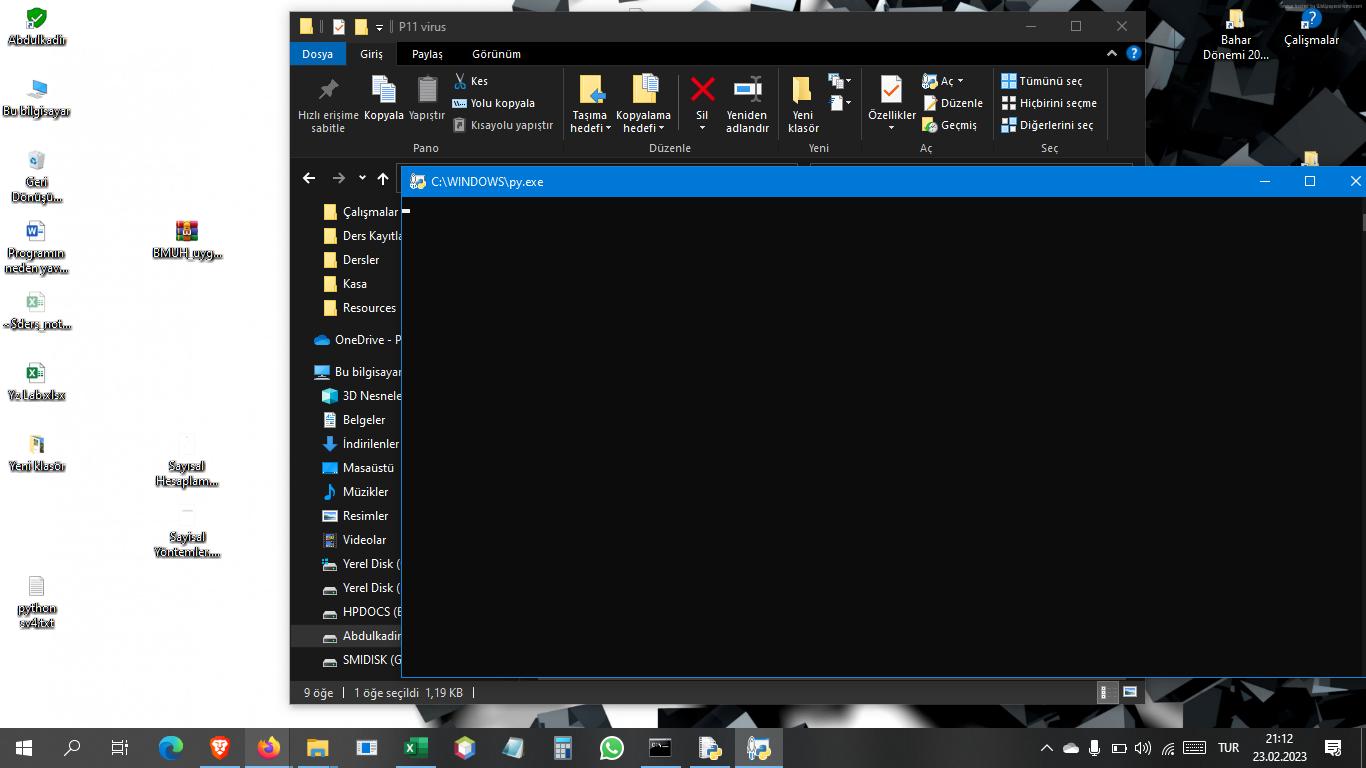 Abdulkadir
Bu bilgisayar
Geri
Dönüşü...
Programın
neden yav...
~$ders_not...
Yz Lab.xlsx
Yeni klasör
python
sv4.txt
BMUH_uyg...
Sayısal
Hesaplam...
Sayisal
Yöntemler....
P11 virus
Dosya
Giriş
Paylaş
Görünüm
Hızlı erişime
sabitle
Kopyala
Yapıştır
Kes
Yolu kopyala
Kısayolu yapıştır
Pano
Taşıma
hedefi
Kopyalama
hedefi
Sil
Yeniden
adlandır
Düzenle
Yeni
klasör
Yeni
Özellikler
Aç
Düzenle
Geçmiş
Aç
Tümünü seç
Hiçbirini seçme
Diğerlerini seç
Seç
C:\WINDOWS\py.exe
Çalışmalar
Ders Kayıtla
Dersler
Kasa
Resources
OneDrive - P
Bu bilgisayar
3D Nesnele
Belgeler
İndirilenler
Masaüstü
Müzikler
Resimler
Videolar
Yerel Disk (
Yerel Disk (
HPDOCS (E
Abdulkadir
SMIDISK (G
9 öğe
1 öğe seçildi 1,19 KB
Bahar
Dönemi 20...
Çalışmalar
TUR
21:12
23.02.2023